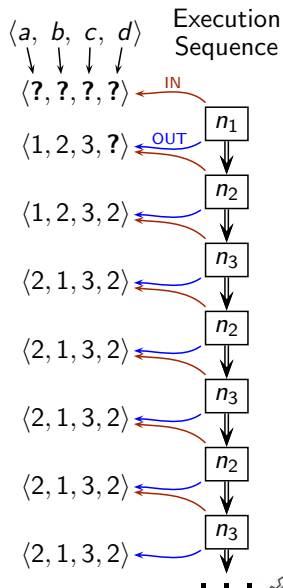 ⟨a, b, c, d⟩ Execution
Sequence
⟨?, ?, ?, ?⟩ IN
n₁
⟨1, 2, 3, ?⟩ OUT
n₂
⟨1, 2, 3, 2⟩
n₃
⟨2, 1, 3, 2⟩
n₂
⟨2, 1, 3, 2⟩
n₃
⟨2, 1, 3, 2⟩
n₂
⟨2, 1, 3, 2⟩
n₃
⟨2, 1, 3, 2⟩